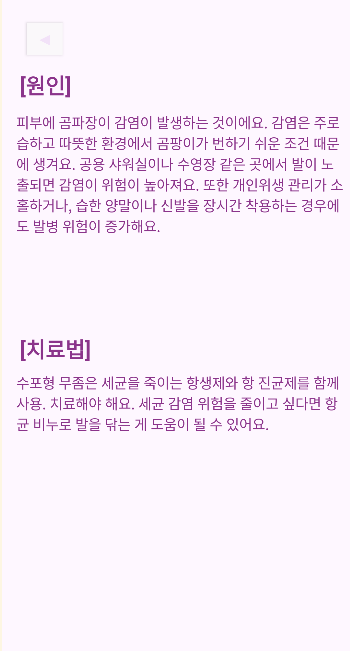 [원인]
피부에 곰파장이 감염이 발생하는 것이에요. 감염은 주로
습하고 따뜻한 환경에서 곰팡이가 번하기 쉬운 조건 때문
에 생겨요. 공용 샤워실이나 수영장 같은 곳에서 발이 노
출되면 감염이 위험이 높아져요. 또한 개인위생 관리가 소
홀하거나, 습한 양말이나 신발을 장시간 착용하는 경우에
도 발병 위험이 증가해요.
[치료법]
수포형 무좀은 세균을 죽이는 항생제와 항 진균제를 함께
사용. 치료해야 해요. 세균 감염 위험을 줄이고 싶다면 항
균 비누로 발을 닦는 게 도움이 될 수 있어요.